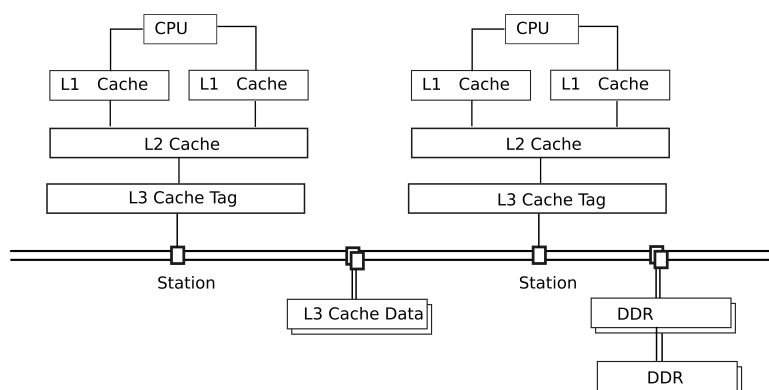 CPU
CPU
L1 Cache
L1 Cache
L1 Cache
L1 Cache
L2 Cache
L2 Cache
L3 Cache Tag
L3 Cache Tag
Station
Station
L3 Cache Data
DDR
DDR